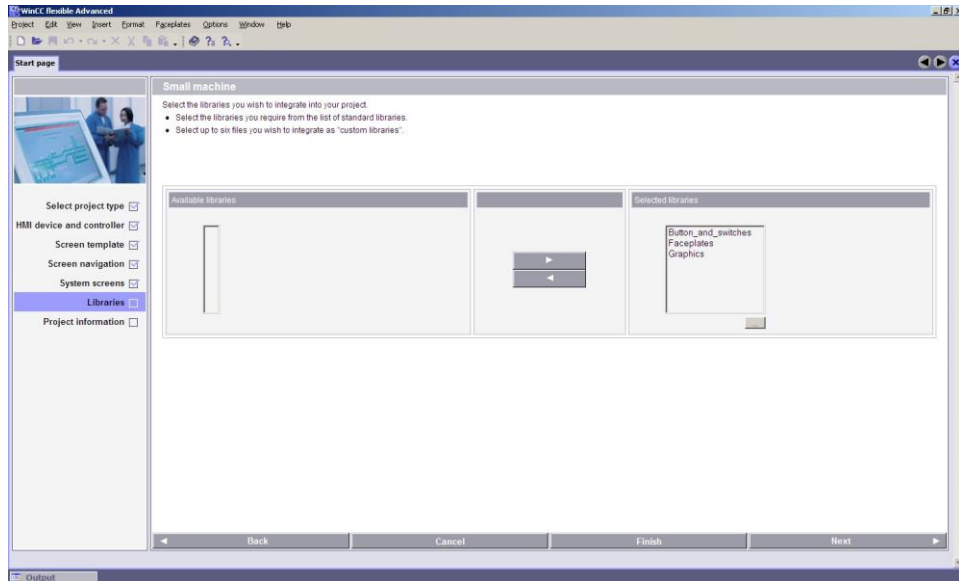 WinCC flexible Advanced
Project Edit View Insert Format Faceplates Options Window Help
Start page
Small machine
Select the libraries you wish to integrate into your project.
• Select the libraries you require from the list of standard libraries.
• Select up to six files you wish to integrate as "custom libraries".
Select project type
HMI device and controller
Screen template
Screen navigation
System screens
Libraries
Project information
Available libraries
Selected libraries
Button_and_switches
Faceplates
Graphics
...
Back Cancel Finish Next
Output